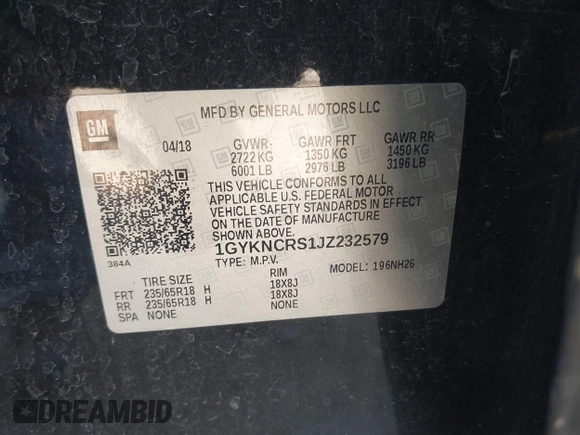 GM
MFD BY GENERAL MOTORS LLC
04/18 GVWR GAWR FRT GAWR RR
2722 KG 1350 KG 1450 KG
6001 LB 2976 LB 3196 LB
THIS VEHICLE CONFORMS TO ALL
APPLICABLE U.S. FEDERAL MOTOR
VEHICLE SAFETY STANDARDS IN EFFECT
ON THE DATE OF MANUFACTURE
SHOWN ABOVE.
1GYKNCRS1JZ232579
384A
TYPE: M.P.V. MODEL: 196NH26
TIRE SIZE RIM
FRT 235/65R18 H 18X8J
RR 235/65R18 H 18X8J
SPA NONE NONE
DREAMBID